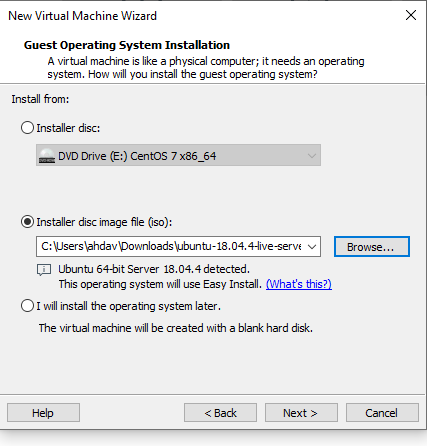 New Virtual Machine Wizard
Guest Operating System Installation
A virtual machine is like a physical computer; it needs an operating
system. How will you install the guest operating system?
Install from:
Installer disc:
DVD Drive (E:) CentOS 7 x86_64
Installer disc image file (iso):
C:\Users\ahdav\Downloads\ubuntu-18.04.4-live-serve
Browse...
Ubuntu 64-bit Server 18.04.4 detected.
This operating system will use Easy Install. (What's this?)
I will install the operating system later.
The virtual machine will be created with a blank hard disk.
Help
< Back
Next >
Cancel